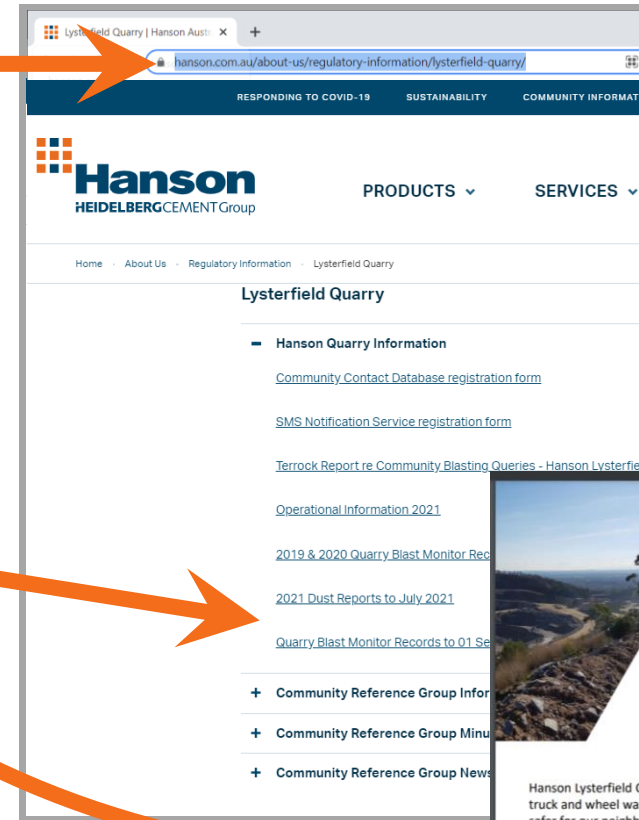 Lysterfield Quarry | Hanson Aust
hanson.com.au/about-us/regulatory-information/lysterfield-quarry/
RESPONDING TO COVID-19 SUSTAINABILITY COMMUNITY INFORMAT
Hanson
HEIDELBERGCEMENT Group
PRODUCTS SERVICES
Home · About Us · Regulatory Information · Lysterfield Quarry
Lysterfield Quarry
− Hanson Quarry Information
Community Contact Database registration form
SMS Notification Service registration form
Terrock Report re Community Blasting Queries - Hanson Lysterfie
Operational Information 2021
2019 & 2020 Quarry Blast Monitor Rec
2021 Dust Reports to July 2021
Quarry Blast Monitor Records to 01 Se
+ Community Reference Group Infor
+ Community Reference Group Minu
+ Community Reference Group News
Hanson Lysterfield
truck and wheel wa